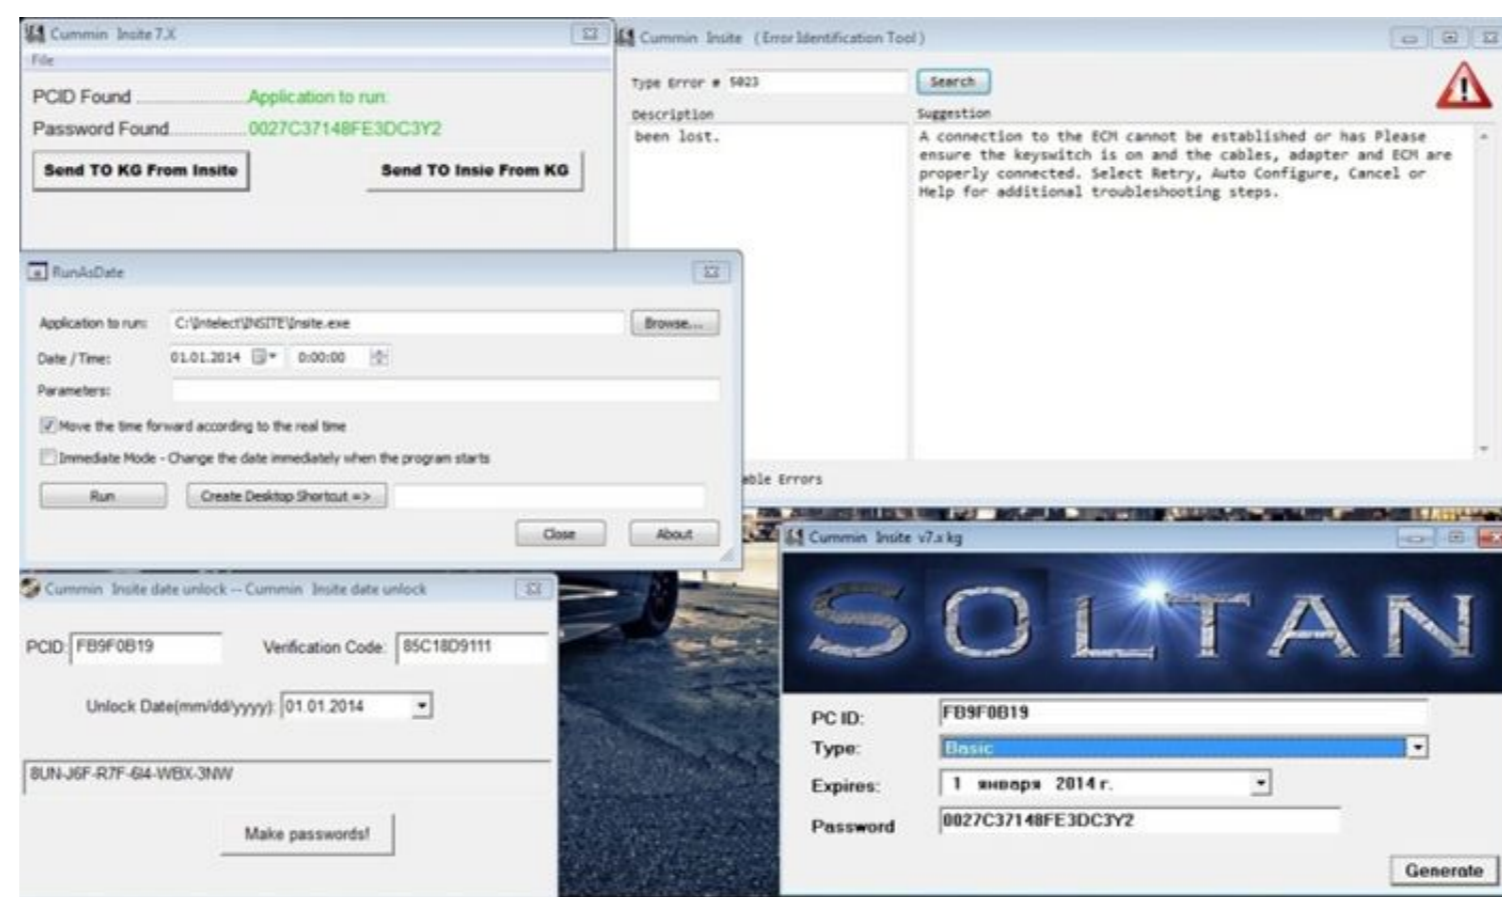 Cummin Insite 7.X
File
PCID Found ........................ Application to run:
Password Found ........................ 0027C37148FE3DC3Y2
Send TO KG From Insite
Send TO Insie From KG
Cummin Insite (Error Identification Tool)
Type Error # 5023
Search
Description
Suggestion
been lost.
A connection to the ECM cannot be established or has Please
ensure the keyswitch is on and the cables, adapter and ECM are
properly connected. Select Retry, Auto Configure, Cancel or
Help for additional troubleshooting steps.
able Errors
RunAsDate
Application to run: C:\Intelect\INSITE\Insite.exe
Browse...
Date / Time: 01.01.2014 0:00:00
Parameters:
Move the time forward according to the real time
Immediate Mode - Change the date immediately when the program starts
Run
Create Desktop Shortcut =>
Close
About
Cummin Insite date unlock -- Cummin Insite date unlock
PCID: FB9F0B19 Verification Code: 85C18D9111
Unlock Date(mm/dd/yyyy): 01.01.2014
8UN-J6F-R7F-6I4-WBX-3NW
Make passwords!
Cummin Insite v7.x kg
SOLTAN
PC ID: FB9F0B19
Type: Basic
Expires: 1 января 2014 г.
Password 0027C37148FE3DC3Y2
Generate